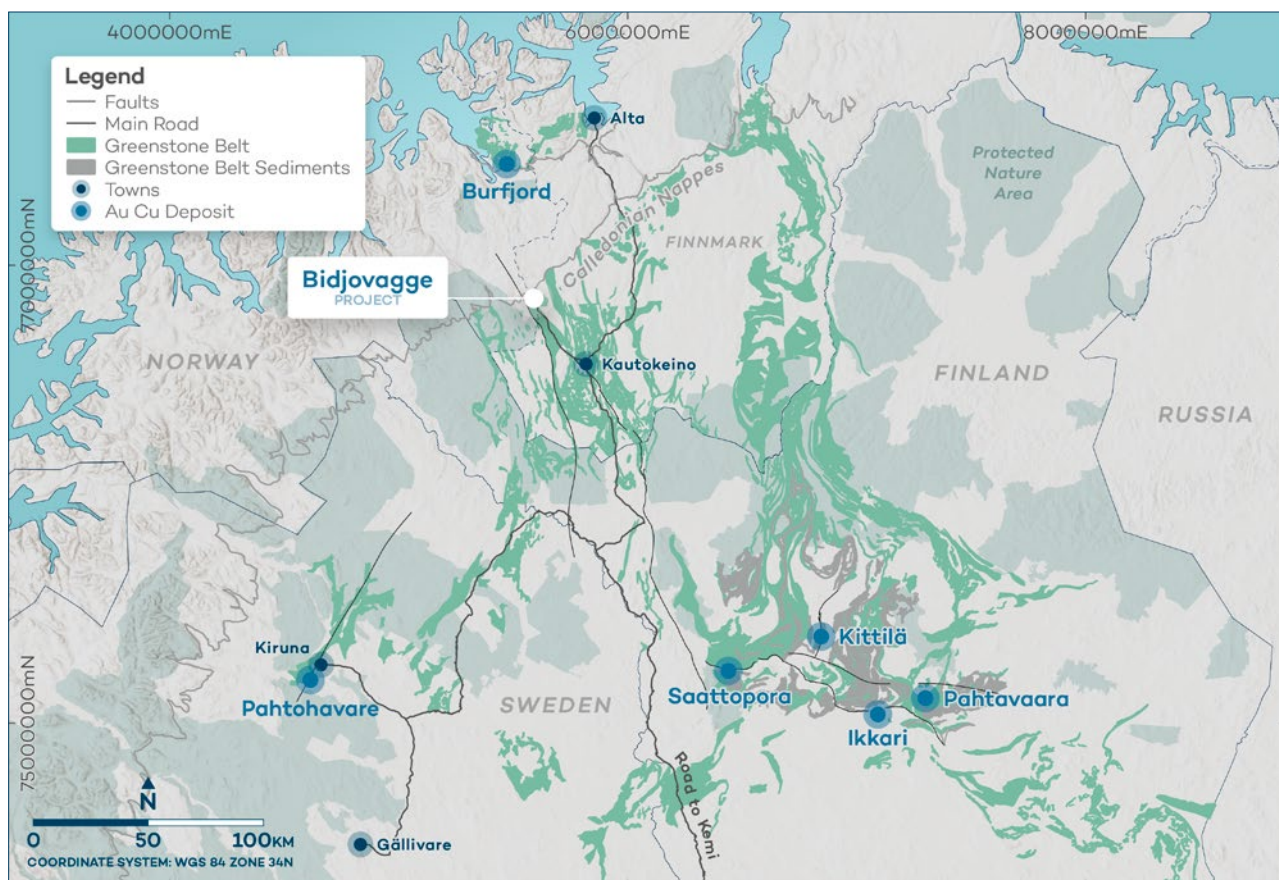 4000000mE
6000000mE
8000000mE
Legend
Faults
Main Road
Greenstone Belt
Greenstone Belt Sediments
Towns
Au Cu Deposit
Alta
Burfjord
Protected
Nature
Area
Calledonian Nappes
FINNMARK
7700000mN
Bidjovagge
PROJECT
NORWAY
Kautokeino
FINLAND
RUSSIA
Kiruna
Pahtohavare
SWEDEN
Kittilä
Saattopora
Pahtavaara
Ikkari
7500000mN
Road to Kemi
N
0 50 100KM
Gällivare
COORDINATE SYSTEM: WGS 84 ZONE 34N